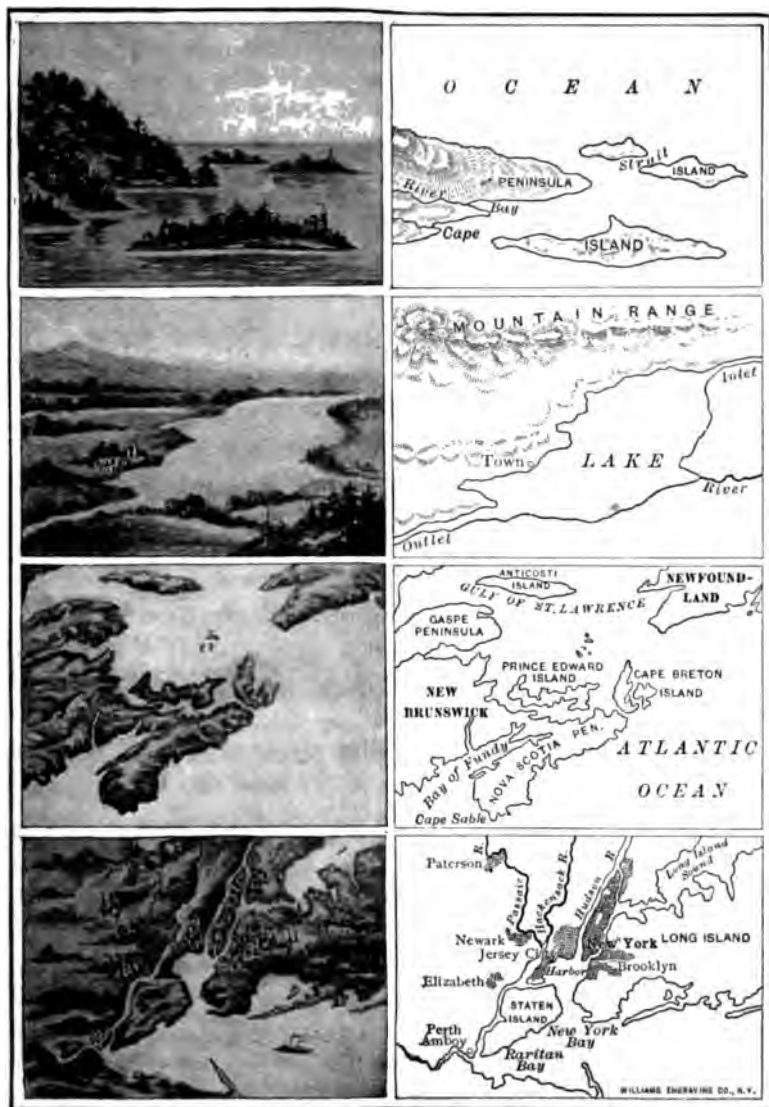 OCEAN
Strait
ISLAND
PENINSULA
River
Bay
Cape
ISLAND
MOUNTAIN RANGE
Inlet
Town
LAKE
River
Outlet
ANTICOSTI
ISLAND
NEWFOUND-
LAND
GULF OF ST. LAWRENCE
GASPE
PENINSULA
PRINCE EDWARD
ISLAND
CAPE BRETON
ISLAND
NEW
BRUNSWICK
Bay of Fundy
NOVA SCOTIA PEN.
ATLANTIC
OCEAN
Cape Sable
Paterson
Passaic R.
Hackensack R.
Hudson R
Long Island
Sound
Newark
Jersey City
New York
LONG ISLAND
Harbor
Brooklyn
Elizabeth
STATEN
ISLAND
New York
Bay
Perth
Amboy
Raritan
Bay
WILLIAMS ENGRAVING CO., N.Y.